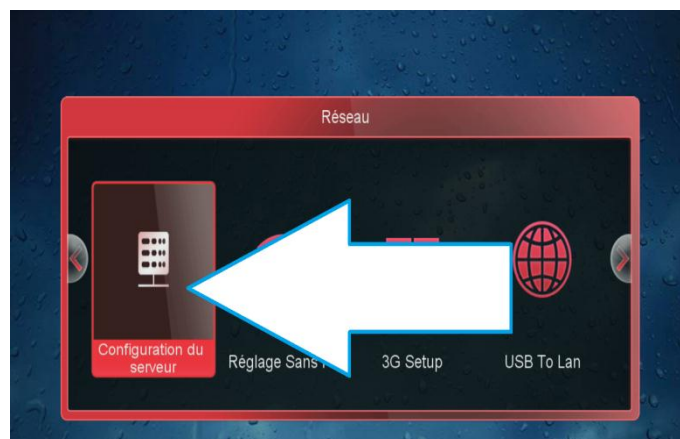 Réseau
Configuration du
serveur
Réglage Sans
3G Setup
USB To Lan